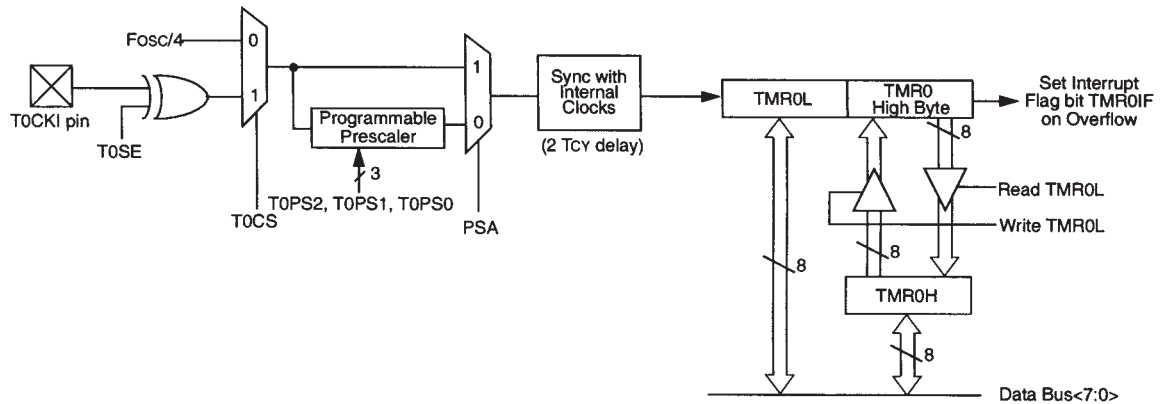 FOSC/4
0
1
T0CKI pin
T0SE
T0CS
Programmable
Prescaler
3
T0PS2, T0PS1, T0PS0
1
0
PSA
Sync with
Internal
Clocks
(2 TCY delay)
TMR0L
TMR0
High Byte
Set Interrupt
Flag bit TMR0IF
on Overflow
8
Read TMR0L
Write TMR0L
8
8
TMR0H
8
Data Bus<7:0>